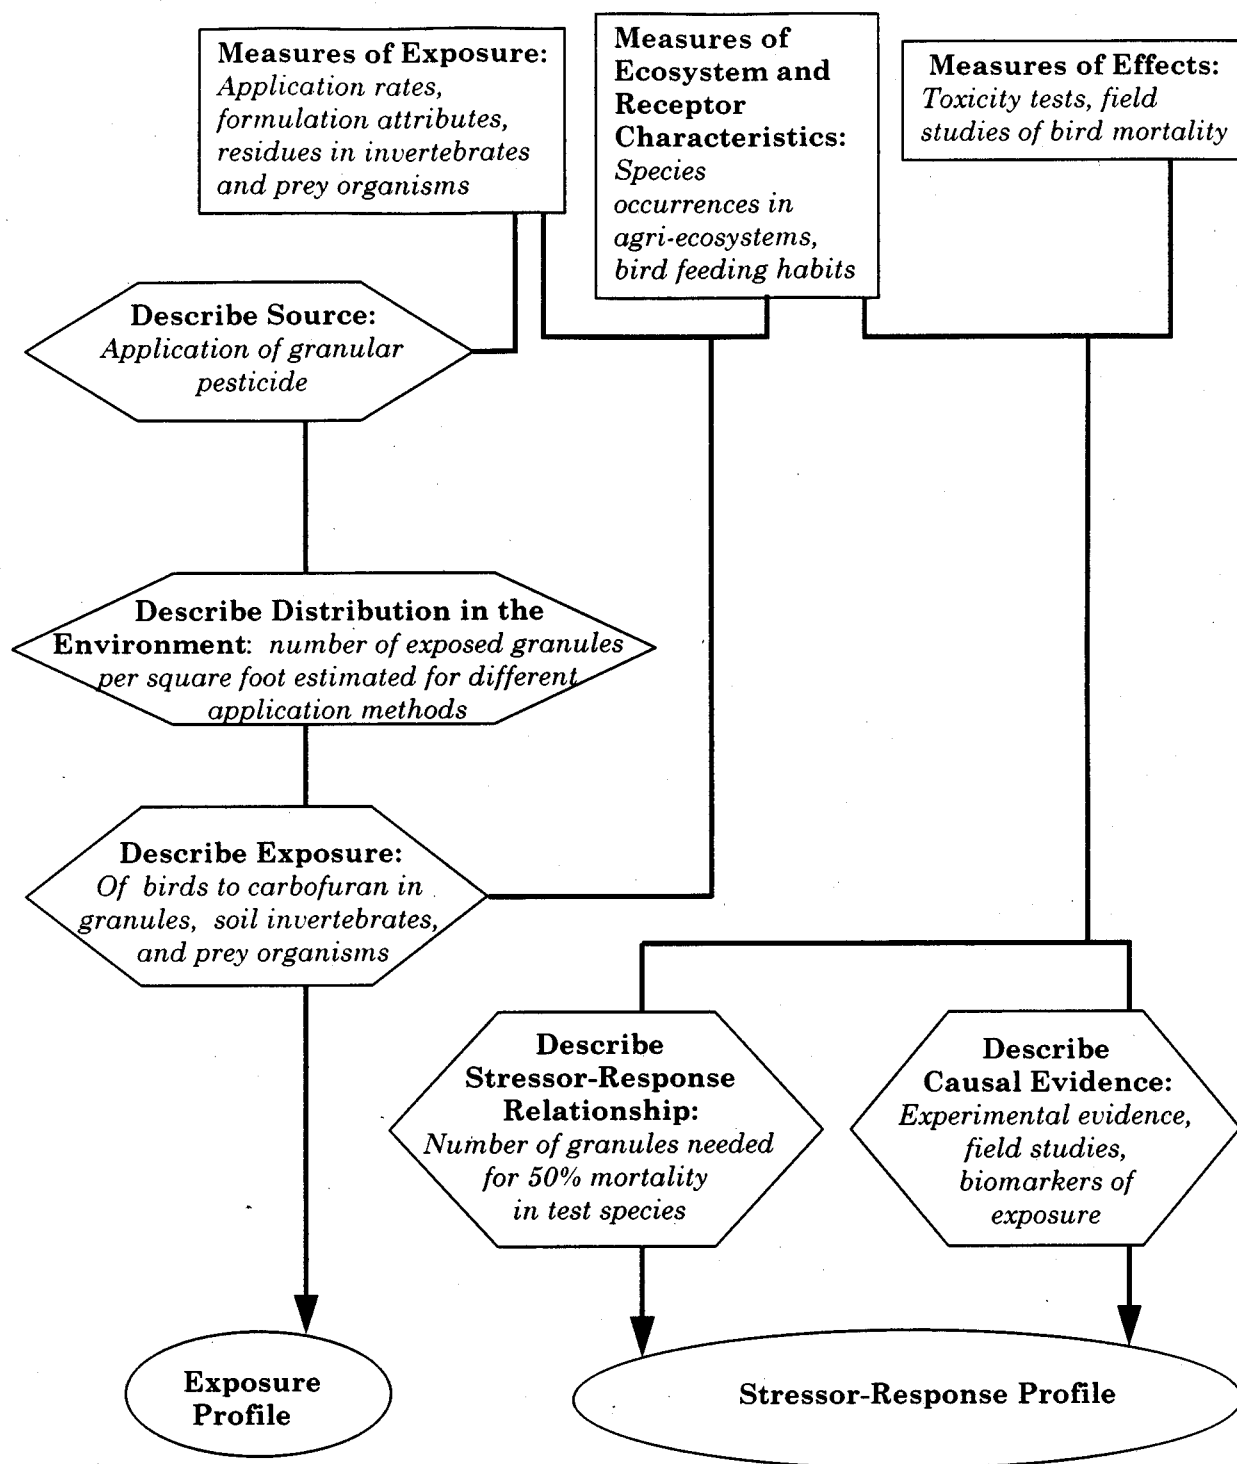 Measures of Exposure:
Application rates,
formulation attributes,
residues in invertebrates
and prey organisms
Measures of
Ecosystem and
Receptor
Characteristics:
Species
occurrences in
agri-ecosystems,
bird feeding habits
Measures of Effects:
Toxicity tests, field
studies of bird mortality
Describe Source:
Application of granular
pesticide
Describe Distribution in the
Environment: number of exposed granules
per square foot estimated for different
application methods
Describe Exposure:
Of birds to carbofuran in
granules, soil invertebrates,
and prey organisms
Describe
Stressor-Response
Relationship:
Number of granules needed
for 50% mortality
in test species
Describe
Causal Evidence:
Experimental evidence,
field studies,
biomarkers of
exposure
Exposure
Profile
Stressor-Response Profile